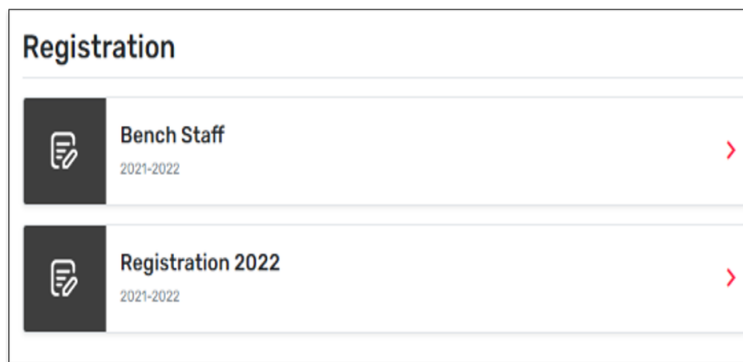 Registration
Bench Staff
2021-2022
Registration 2022
2021-2022